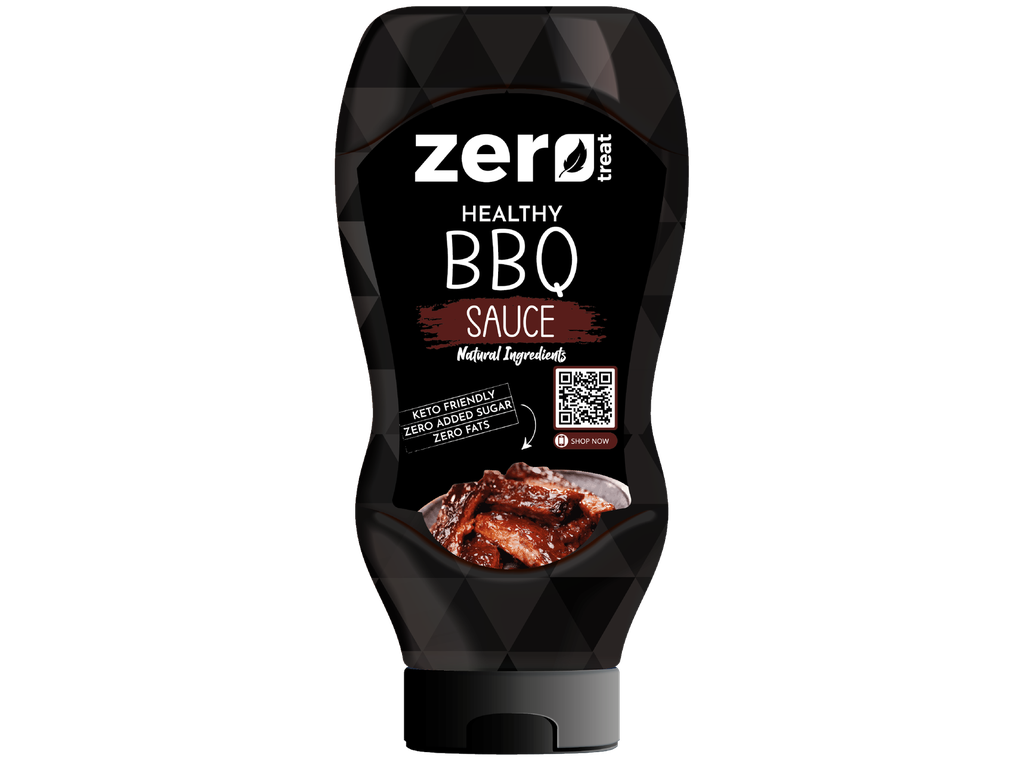 zero treat
HEALTHY
BBQ
SAUCE
Natural Ingredients
KETO FRIENDLY
ZERO ADDED SUGAR
ZERO FATS
SHOP NOW